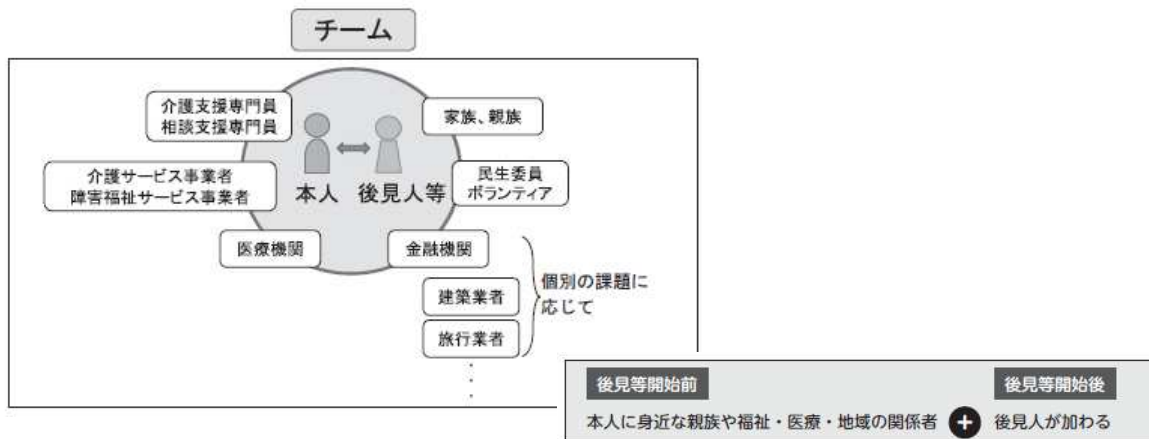 チーム
介護支援専門員
相談支援専門員
家族、親族
介護サービス事業者
障害福祉サービス事業者
本人
後見人等
民生委員
ボランティア
医療機関
金融機関
建築業者
旅行業者
個別の課題に
応じて
後見等開始前
本人に身近な親族や福祉・医療・地域の関係者
+
後見等開始後
後見人が加わる